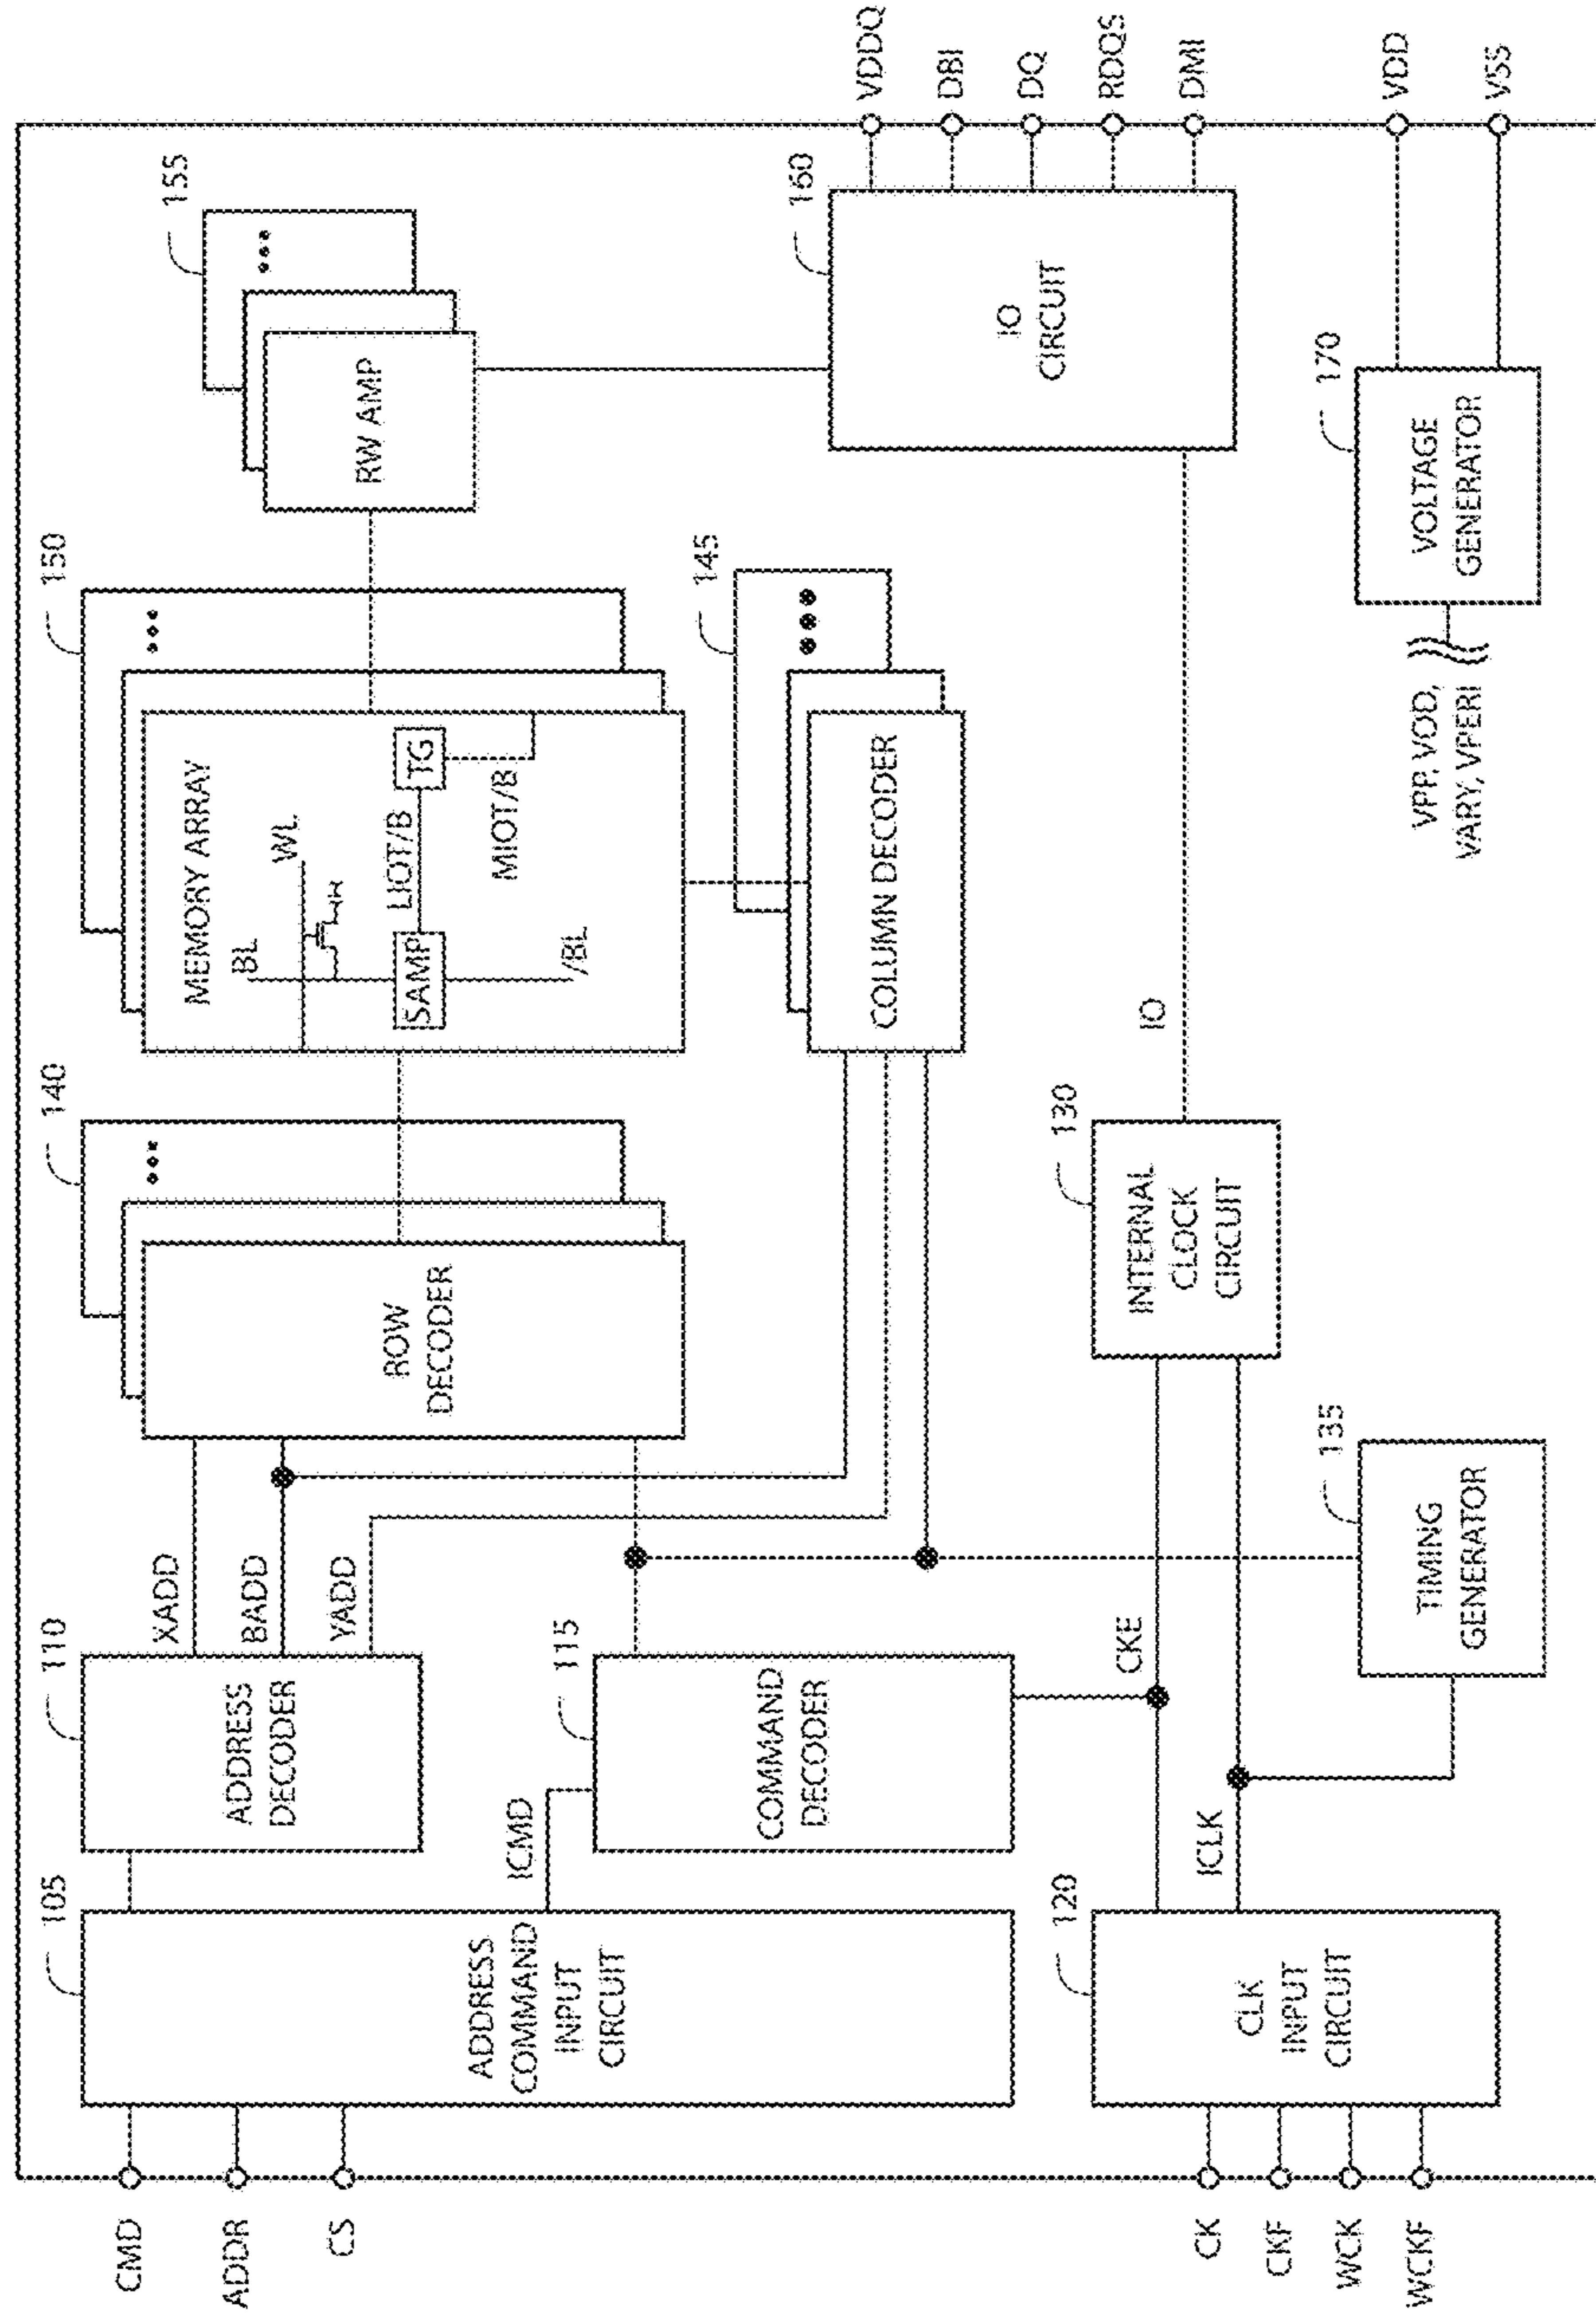 CMD
ADDR
CS
CK
CKF
WCK
WCKF
105
ADDRESS
COMMAND
INPUT
CIRCUIT
ICMD
110
ADDRESS
DECODER
XADD
BADD
YADD
115
COMMAND
DECODER
120
CLK
INPUT
CIRCUIT
CKE
ICLK
130
INTERNAL
CLOCK
CIRCUIT
135
TIMING
GENERATOR
140
ROW
DECODER
150
MEMORY ARRAY
BL
WL
SAMP
LIOT/B
TG
MIOT/B
/BL
145
COLUMN DECODER
155
RW AMP
IO
160
IO
CIRCUIT
170
VOLTAGE
GENERATOR
VPP, VOD,
VARY, VPERI
VDDQ
DBI
DQ
RDQS
DMI
VDD
VSS